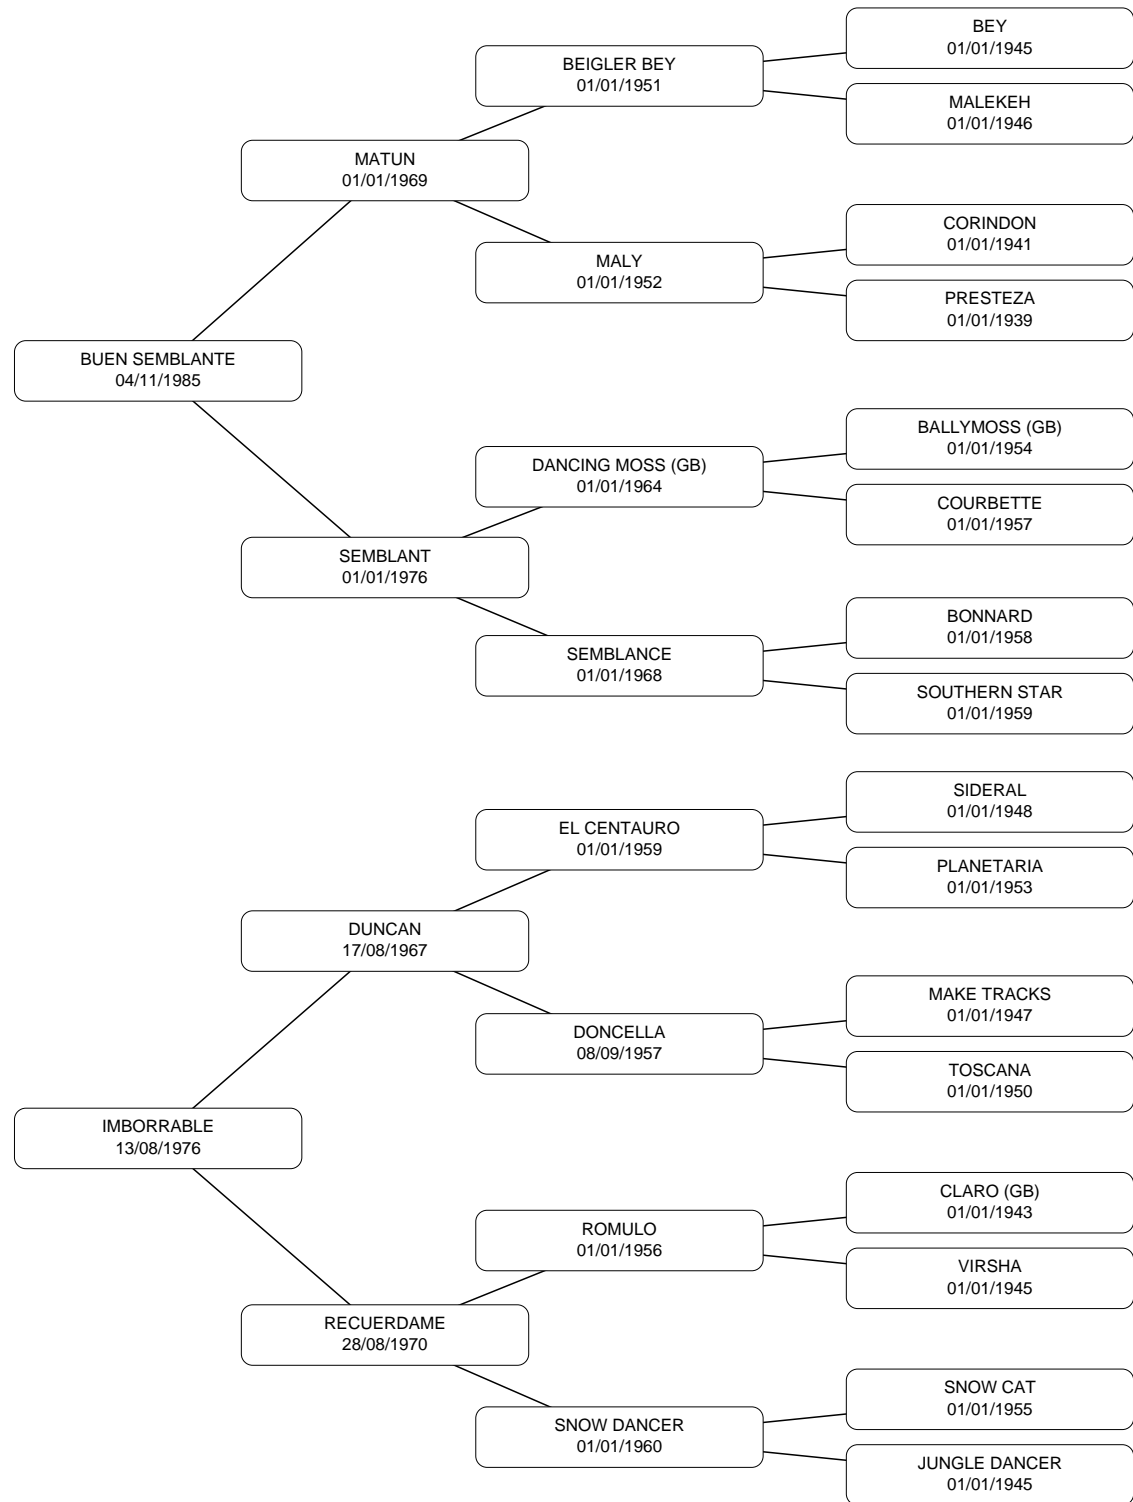 BEY
01/01/1945
BEIGLER BEY
01/01/1951
MALEKEH
01/01/1946
MATUN
01/01/1969
CORINDON
01/01/1941
MALY
01/01/1952
PRESTEZA
01/01/1939
BUEN SEMBLANTE
04/11/1985
BALLYMOSS (GB)
01/01/1954
DANCING MOSS (GB)
01/01/1964
COURBETTE
01/01/1957
SEMBLANT
01/01/1976
BONNARD
01/01/1958
SEMBLANCE
01/01/1968
SOUTHERN STAR
01/01/1959
SIDERAL
01/01/1948
EL CENTAURO
01/01/1959
PLANETARIA
01/01/1953
DUNCAN
17/08/1967
MAKE TRACKS
01/01/1947
DONCELLA
08/09/1957
TOSCANA
01/01/1950
IMBORRABLE
13/08/1976
CLARO (GB)
01/01/1943
ROMULO
01/01/1956
VIRSHA
01/01/1945
RECUERDAME
28/08/1970
SNOW CAT
01/01/1955
SNOW DANCER
01/01/1960
JUNGLE DANCER
01/01/1945